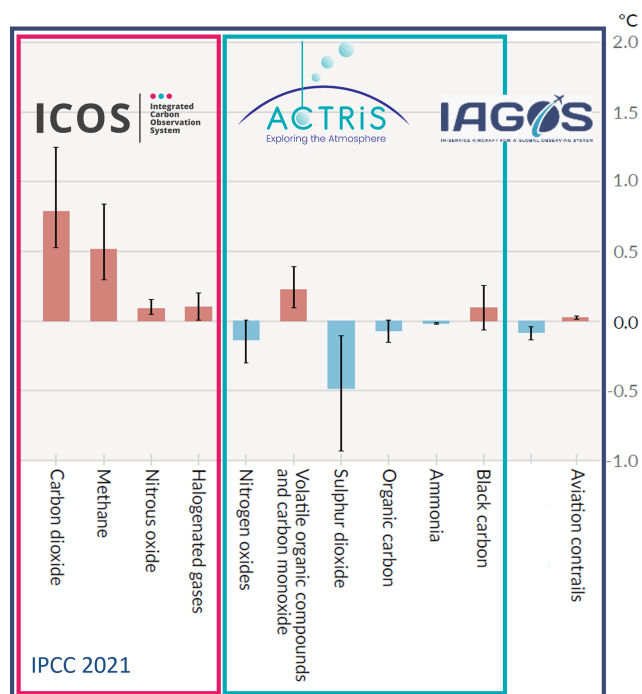 °C
2.0
ICOS
Integrated
Carbon
Observation
System
ACTRiS
Exploring the Atmosphere
IAGOS
IN-SERVICE AIRCRAFT FOR A GLOBAL OBSERVING SYSTEM
1.5
1.0
0.5
0.0
-0.5
-1.0
Carbon dioxide
Methane
Nitrous oxide
Halogenated gases
Nitrogen oxides
Volatile organic compounds
and carbon monoxide
Sulphur dioxide
Organic carbon
Ammonia
Black carbon
Aviation contrails
IPCC 2021